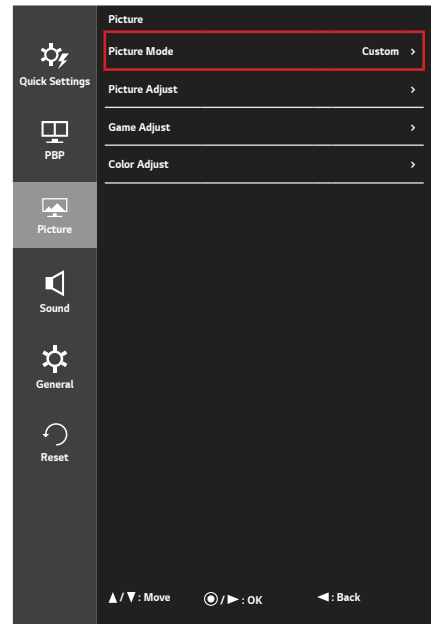 Picture
Picture Mode Custom >
Picture Adjust >
Game Adjust >
Color Adjust >
Quick Settings
PBP
Picture
Sound
General
Reset
▲/▼: Move ◉/►: OK ◄: Back